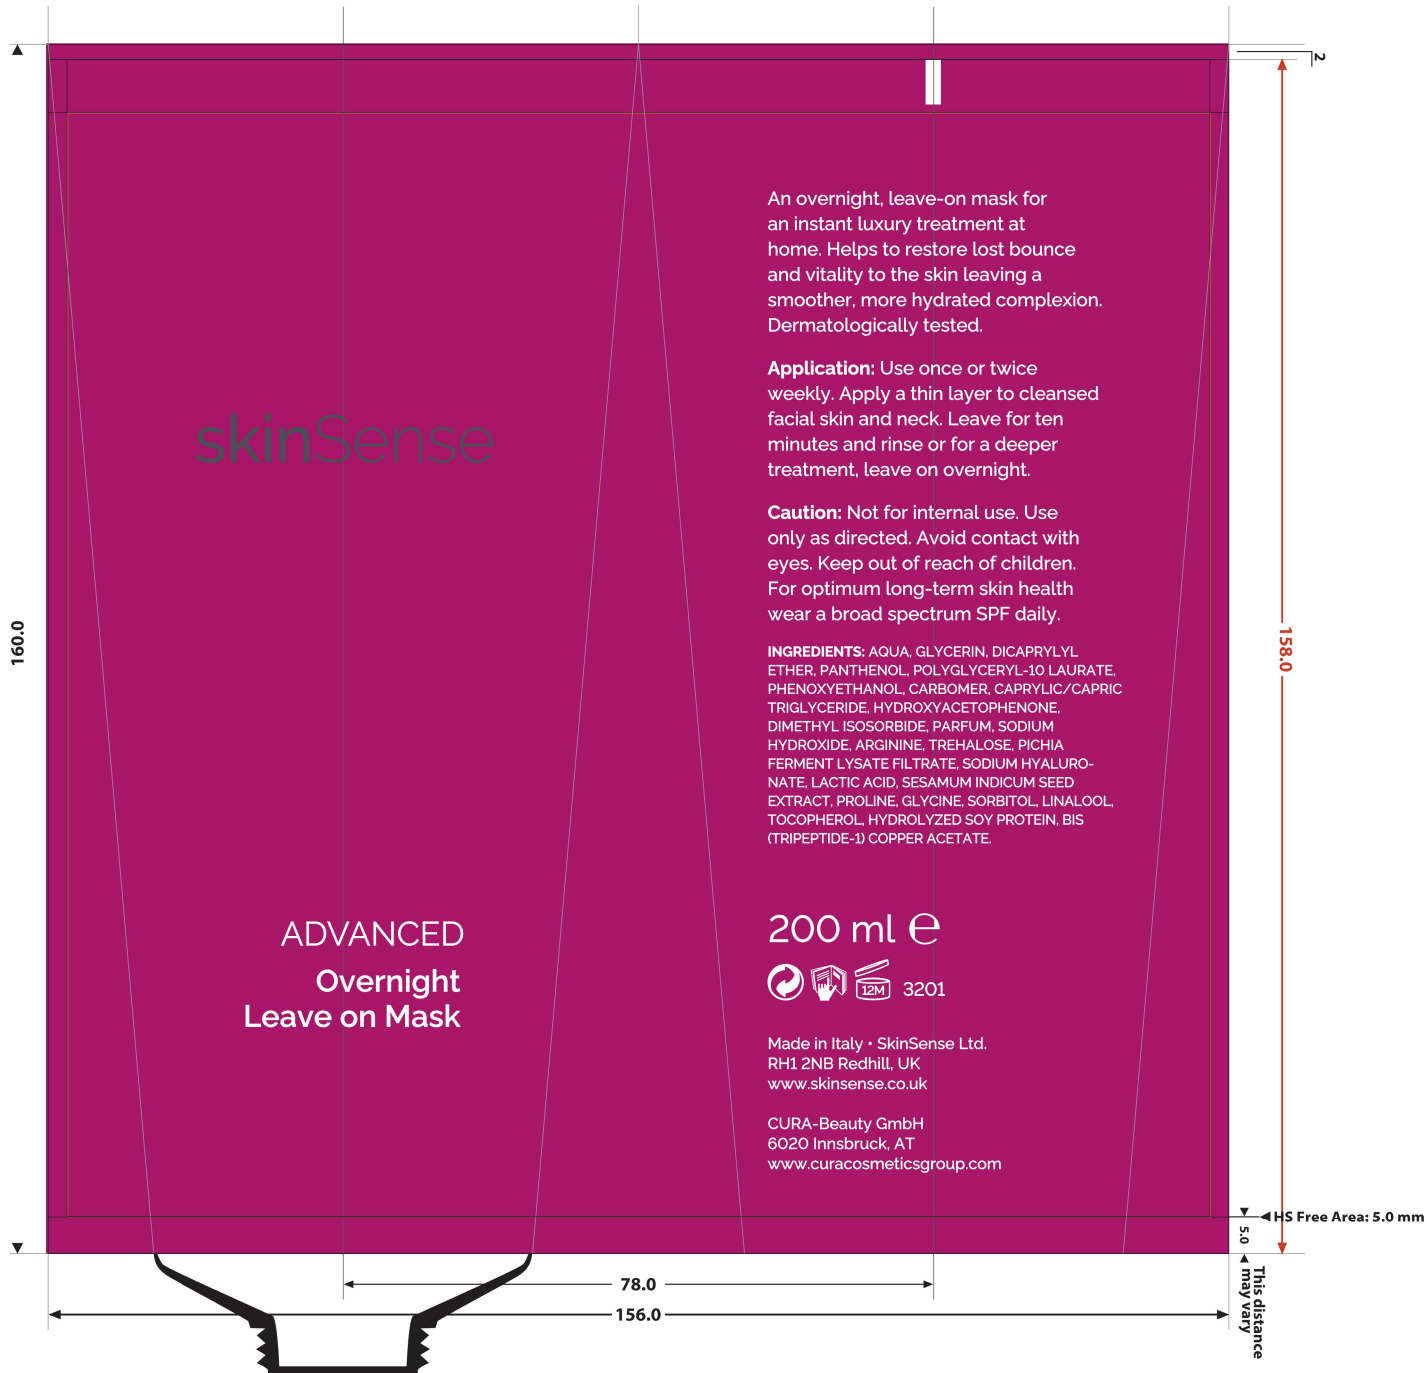 2
An overnight, leave-on mask for
an instant luxury treatment at
home. Helps to restore lost bounce
and vitality to the skin leaving a
smoother, more hydrated complexion.
Dermatologically tested.
Application: Use once or twice
weekly. Apply a thin layer to cleansed
facial skin and neck. Leave for ten
minutes and rinse or for a deeper
treatment, leave on overnight.
skinSense
Caution: Not for internal use. Use
only as directed. Avoid contact with
eyes. Keep out of reach of children.
For optimum long-term skin health
wear a broad spectrum SPF daily.
160.0
158.0
INGREDIENTS: AQUA, GLYCERIN, DICAPRYLYL
ETHER, PANTHENOL, POLYGLYCERYL-10 LAURATE,
PHENOXYETHANOL, CARBOMER, CAPRYLIC/CAPRIC
TRIGLYCERIDE, HYDROXYACETOPHENONE,
DIMETHYL ISOSORBIDE, PARFUM, SODIUM
HYDROXIDE, ARGININE, TREHALOSE, PICHIA
FERMENT LYSATE FILTRATE, SODIUM HYALURO-
NATE, LACTIC ACID, SESAMUM INDICUM SEED
EXTRACT, PROLINE, GLYCINE, SORBITOL, LINALOOL,
TOCOPHEROL, HYDROLYZED SOY PROTEIN, BIS
(TRIPEPTIDE-1) COPPER ACETATE.
ADVANCED
Overnight
Leave on Mask
200 ml ℮
12M 3201
Made in Italy • SkinSense Ltd.
RH1 2NB Redhill, UK
www.skinsense.co.uk
CURA-Beauty GmbH
6020 Innsbruck, AT
www.curacosmeticsgroup.com
HS Free Area: 5.0 mm
5.0
This distance
may vary
78.0
156.0